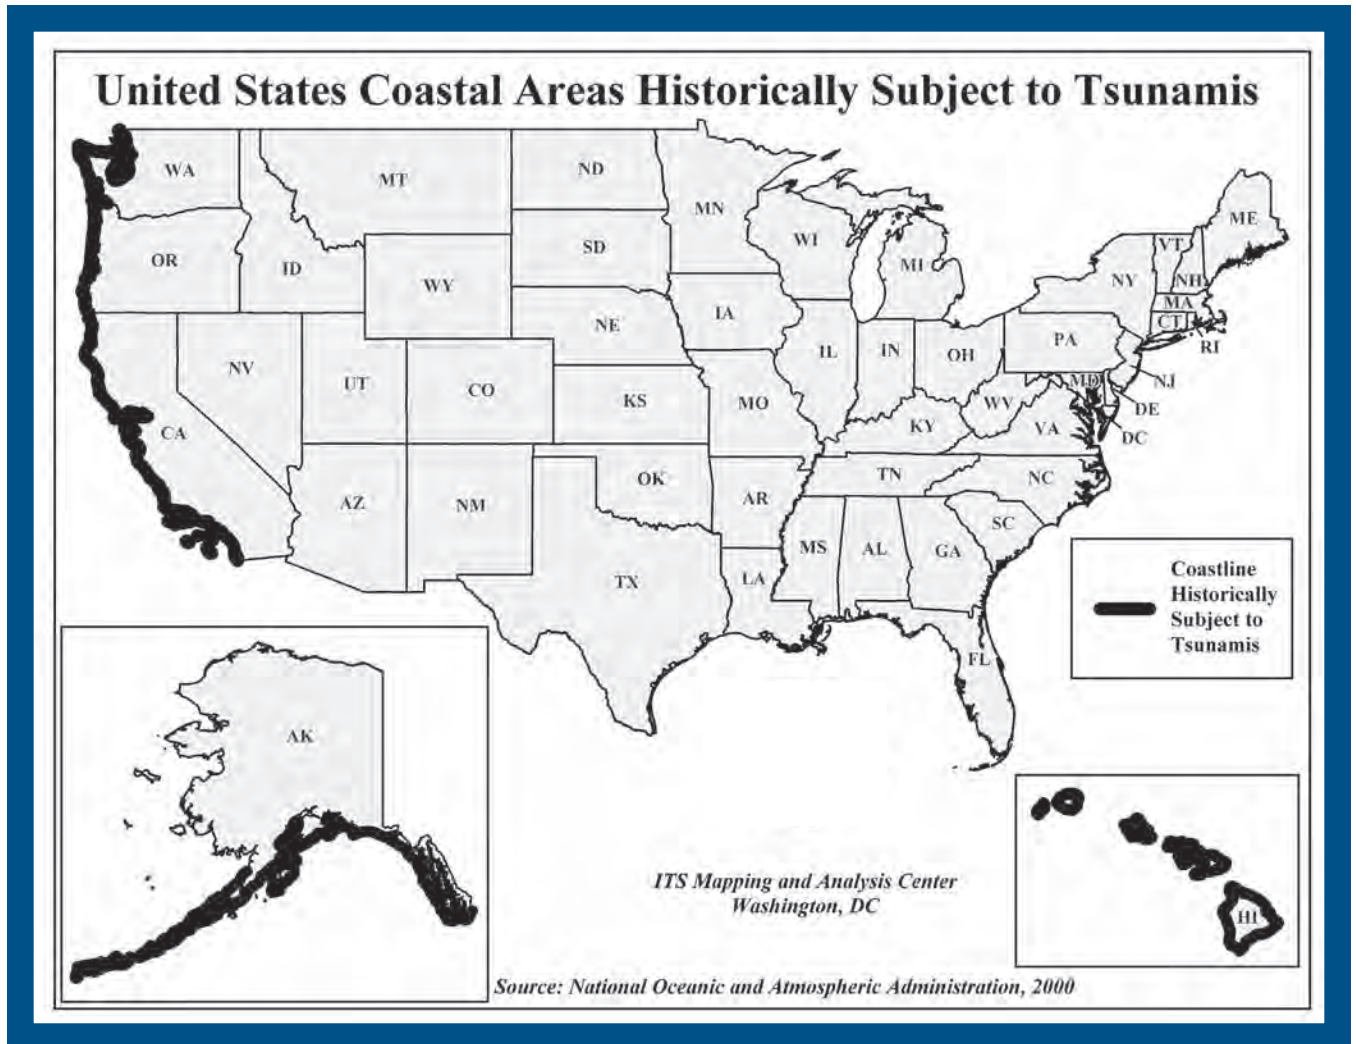 United States Coastal Areas Historically Subject to Tsunamis
WA
MT
ND
MN
ME
OR
ID
SD
WI
MI
VT
NH
NY
WY
MA
CT
RI
IA
NE
PA
NV
UT
CO
IL
IN
OH
NJ
MD
DE
KS
MO
WV
CA
KY
VA
DC
OK
TN
NC
AZ
NM
AR
SC
MS
AL
GA
TX
LA
FL
Coastline
Historically
Subject to
Tsunamis
AK
HI
ITS Mapping and Analysis Center
Washington, DC
Source: National Oceanic and Atmospheric Administration, 2000